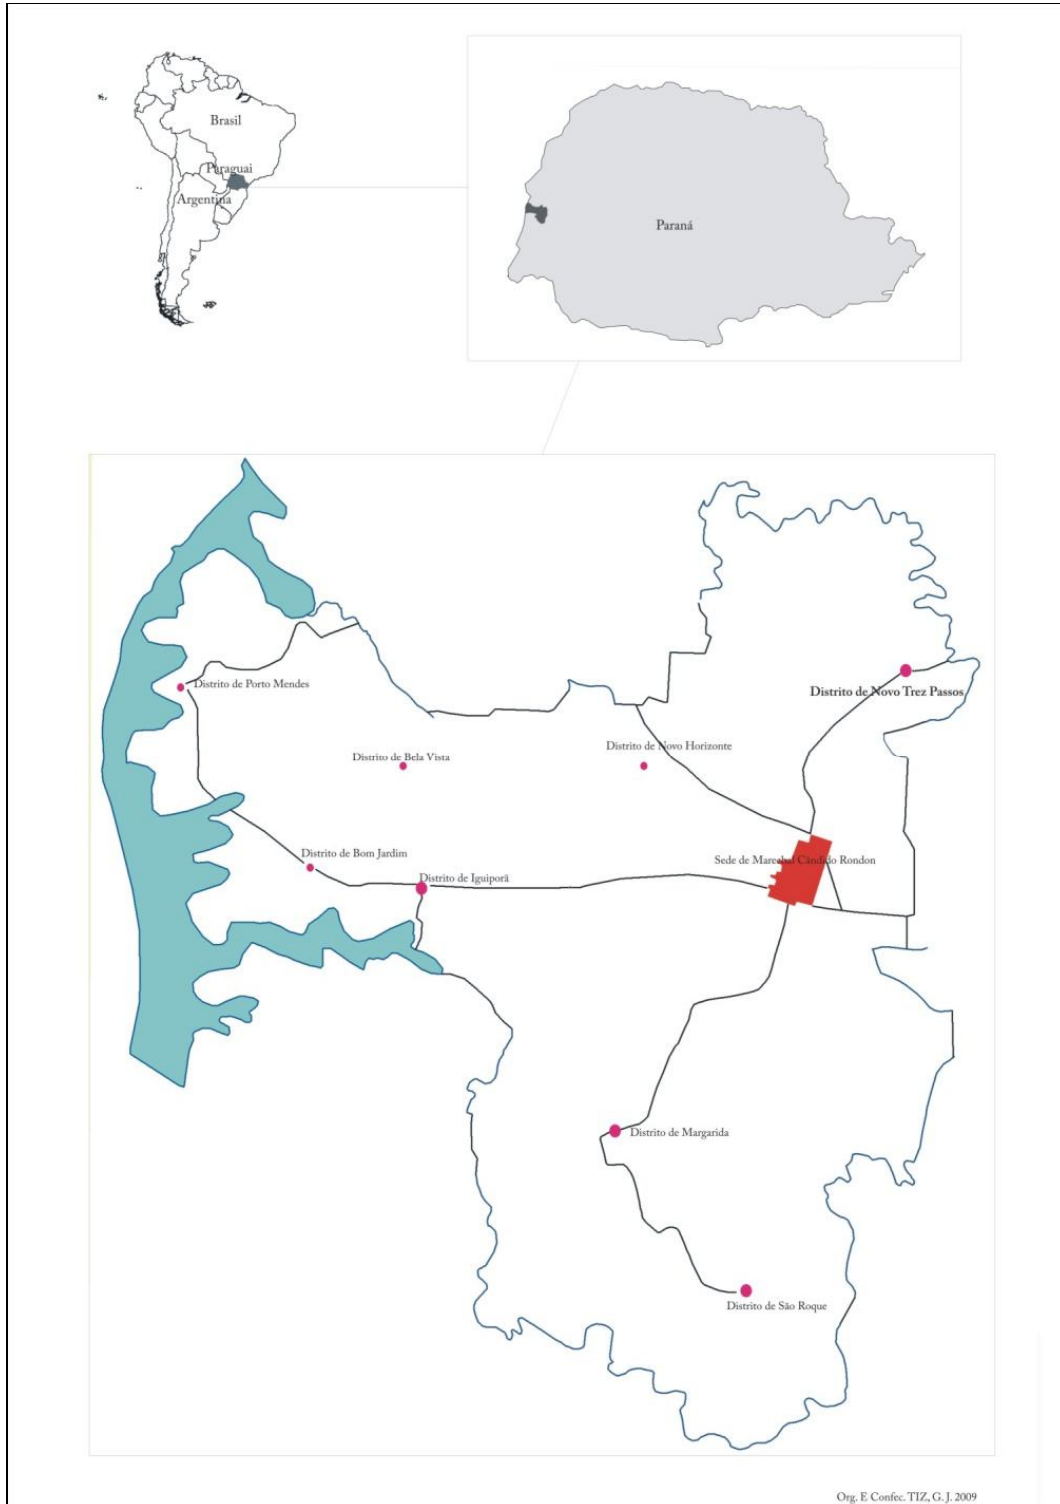 Brasil
Paraguai
Argentina
Paraná
Distrito de Porto Mendes
Distrito de Novo Trez Passos
Distrito de Novo Horizonte
Distrito de Bela Vista
Distrito de Bom Jardim
Sede de Marechal Cândido Rondon
Distrito de Iguiporã
Distrito de Margarida
Distrito de São Roque
Org. E Confec. TIZ, G. J. 2009